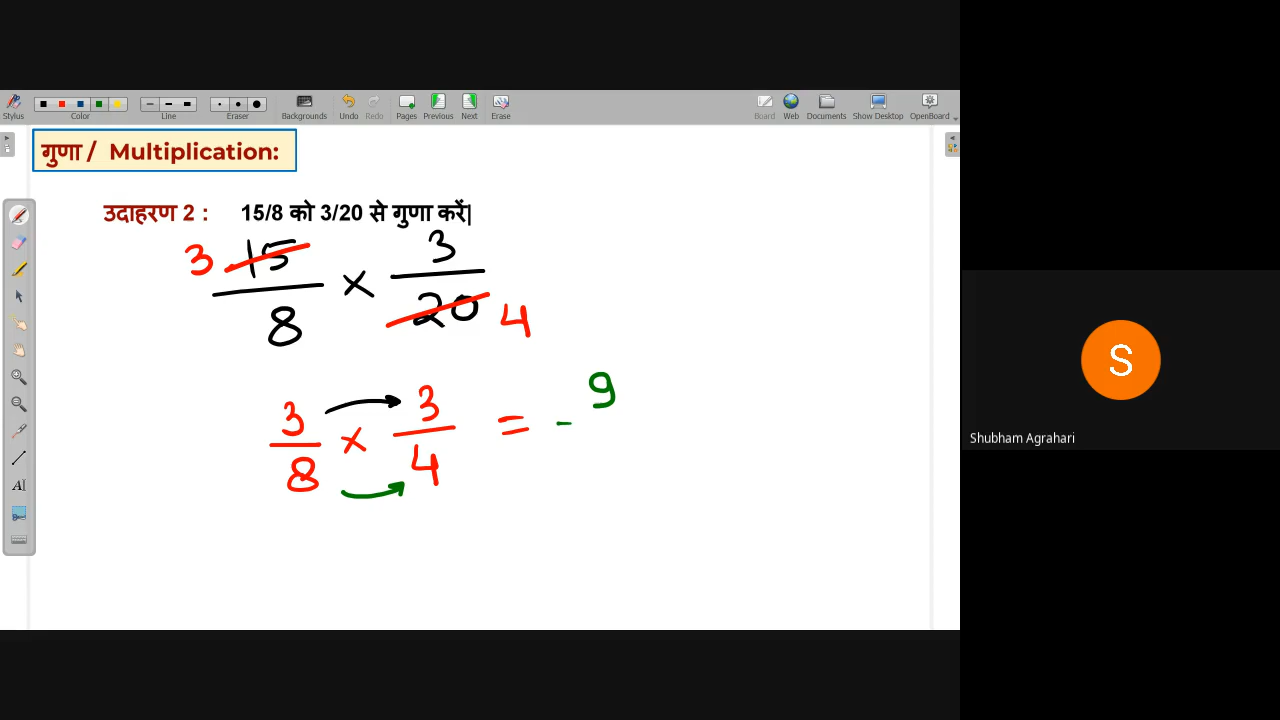 Stylus Color Line Eraser Backgrounds Undo Redo Pages Previous Next Erase Board Web Documents Show Desktop OpenBoard
गुणा / Multiplication:
उदाहरण 2 : 15/8 को 3/20 से गुणा करें|
3 15/8 × 3/20 4
3/8 × 3/4 = 9
S
Shubham Agrahari